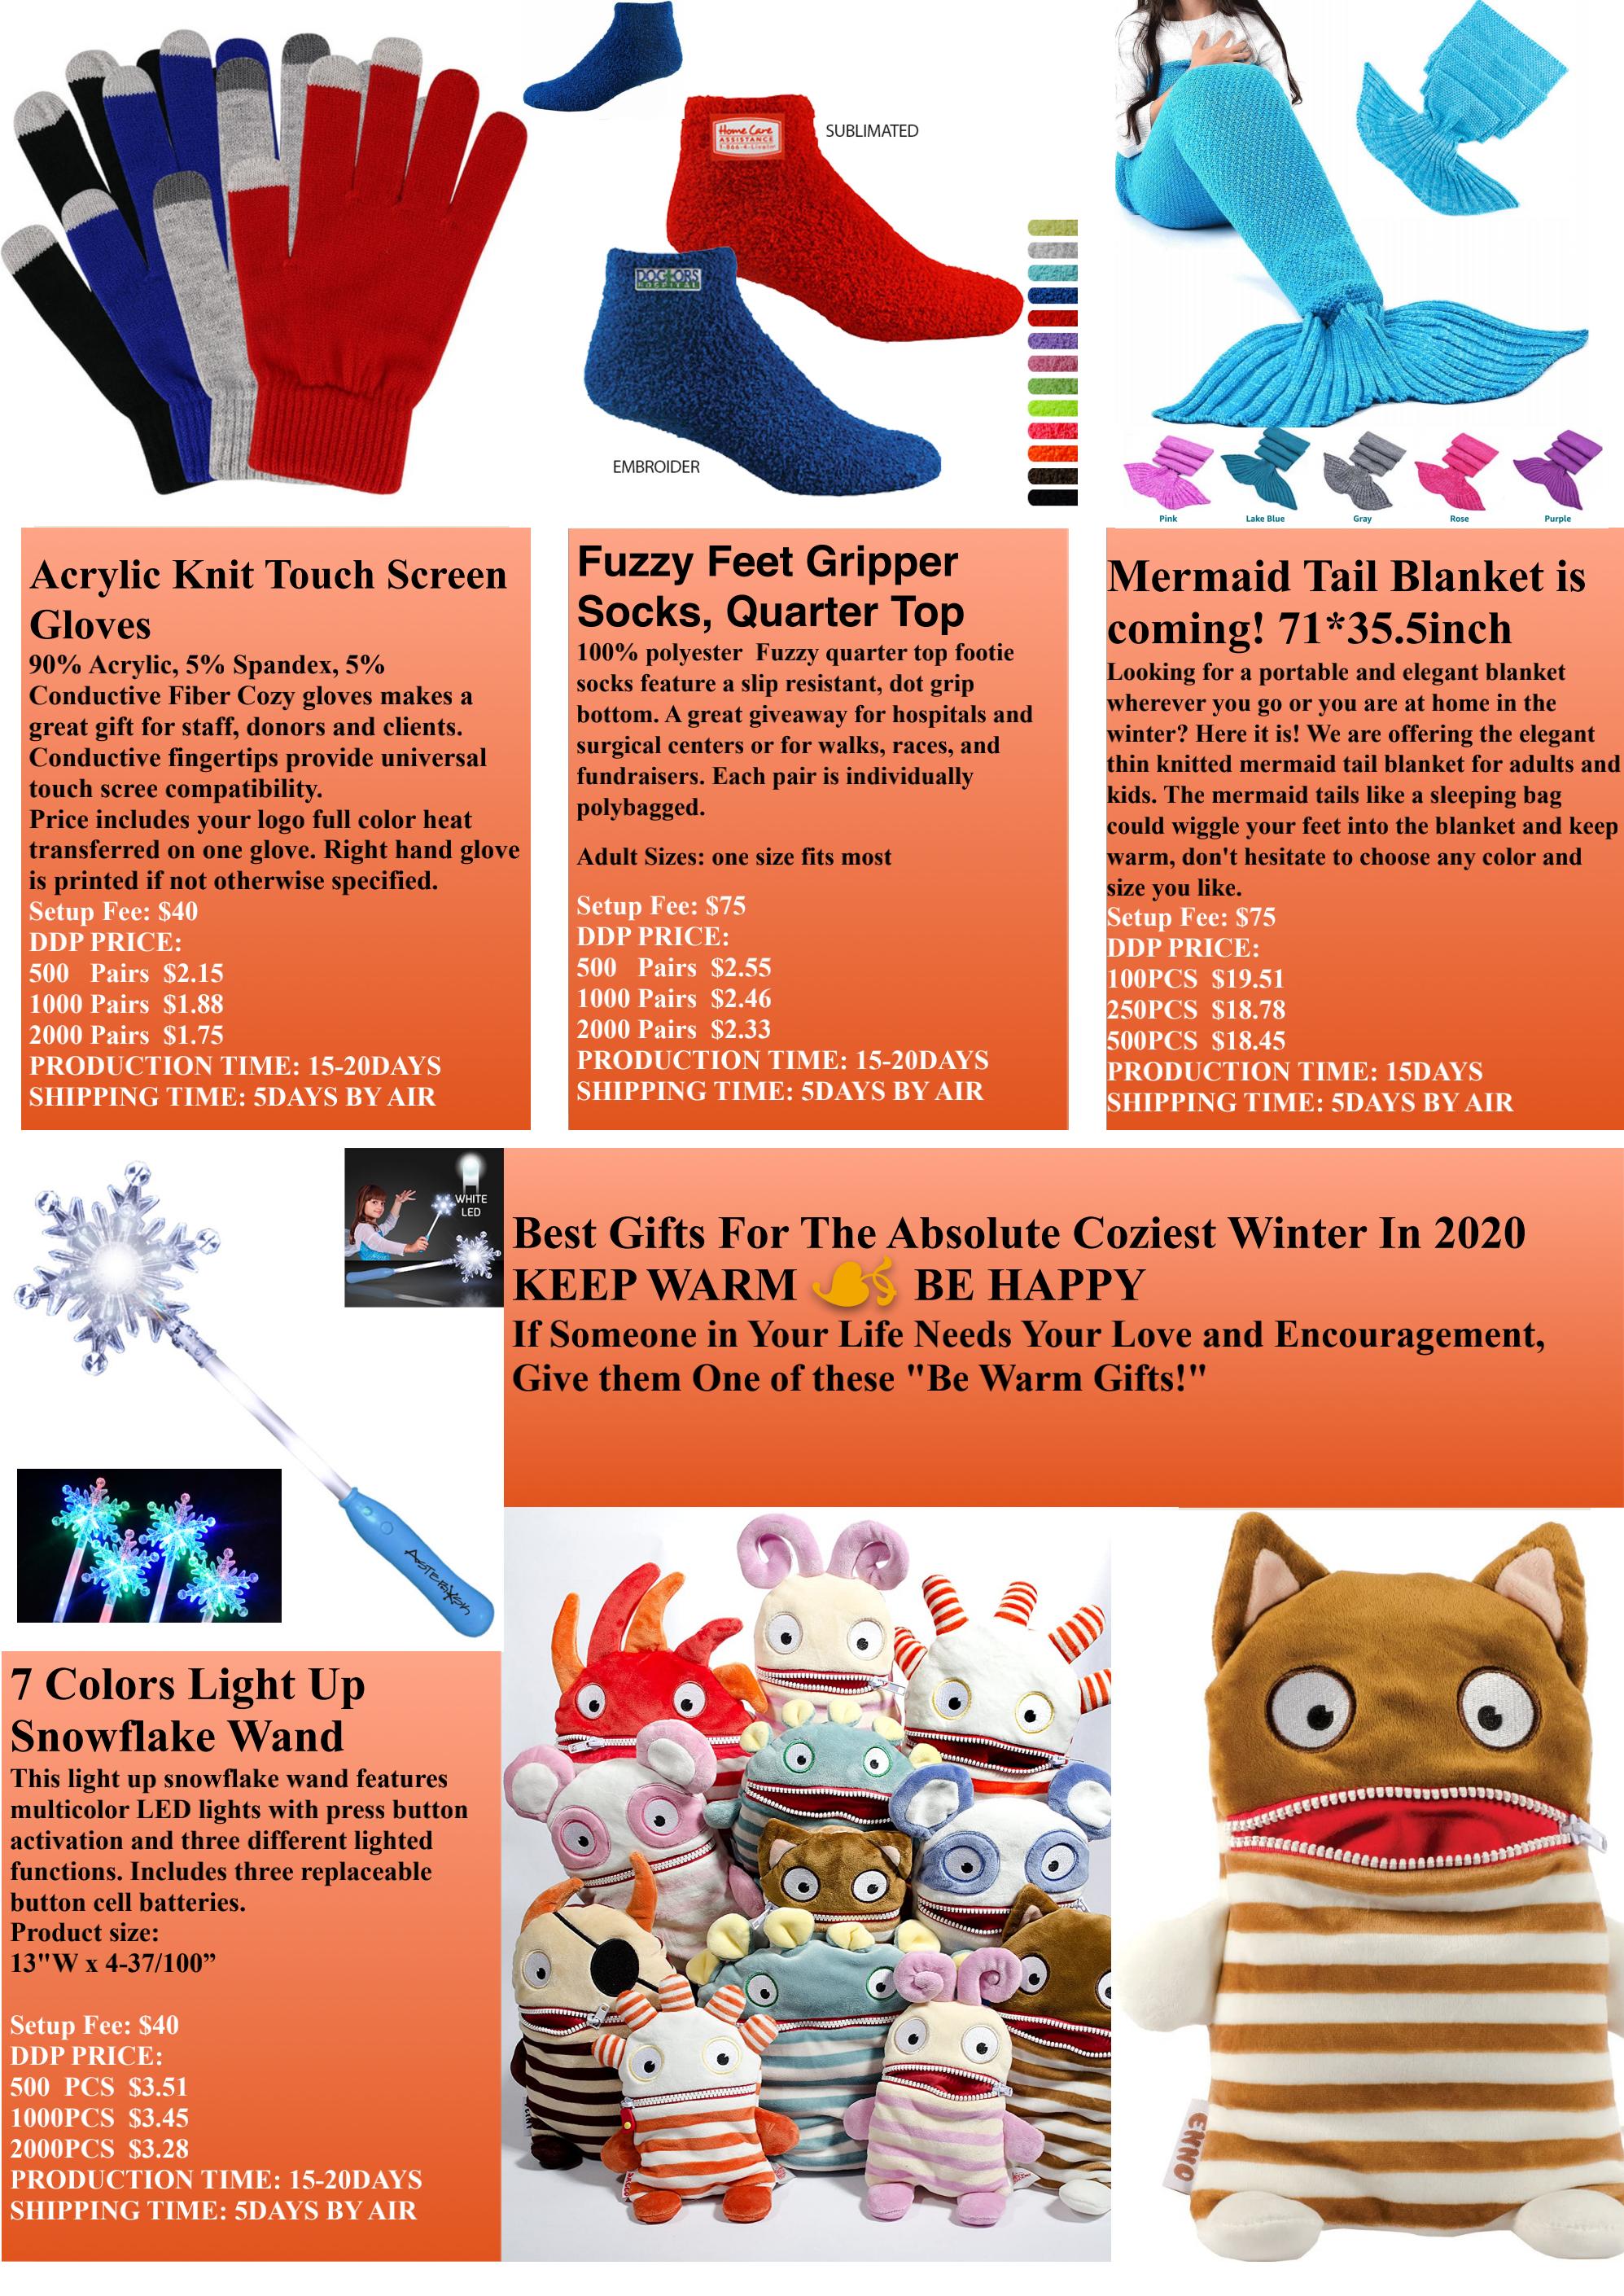 SUBLIMATED
Home Care
ASSISTANCE
DOCTORS
HOSPITAL
EMBROIDER
Pink
Lake Blue
Gray
Rose
Purple
Acrylic Knit Touch Screen
Gloves
90% Acrylic, 5% Spandex, 5%
Conductive Fiber Cozy gloves makes a
great gift for staff, donors and clients.
Conductive fingertips provide universal
touch scree compatibility.
Price includes your logo full color heat
transferred on one glove. Right hand glove
is printed if not otherwise specified.
Setup Fee: $40
DDP PRICE:
500 Pairs $2.15
1000 Pairs $1.88
2000 Pairs $1.75
PRODUCTION TIME: 15-20DAYS
SHIPPING TIME: 5DAYS BY AIR
Fuzzy Feet Gripper
Socks, Quarter Top
100% polyester Fuzzy quarter top footie
socks feature a slip resistant, dot grip
bottom. A great giveaway for hospitals and
surgical centers or for walks, races, and
fundraisers. Each pair is individually
polybagged.
Adult Sizes: one size fits most
Setup Fee: $75
DDP PRICE:
500 Pairs $2.55
1000 Pairs $2.46
2000 Pairs $2.33
PRODUCTION TIME: 15-20DAYS
SHIPPING TIME: 5DAYS BY AIR
Mermaid Tail Blanket is
coming! 71*35.5inch
Looking for a portable and elegant blanket
wherever you go or you are at home in the
winter? Here it is! We are offering the elegant
thin knitted mermaid tail blanket for adults and
kids. The mermaid tails like a sleeping bag
could wiggle your feet into the blanket and keep
warm, don't hesitate to choose any color and
size you like.
Setup Fee: $75
DDP PRICE:
100PCS $19.51
250PCS $18.78
500PCS $18.45
PRODUCTION TIME: 15DAYS
SHIPPING TIME: 5DAYS BY AIR
WHITE
LED
Best Gifts For The Absolute Coziest Winter In 2020
KEEP WARM BE HAPPY
If Someone in Your Life Needs Your Love and Encouragement,
Give them One of these "Be Warm Gifts!"
ASTERIKSK
7 Colors Light Up
Snowflake Wand
This light up snowflake wand features
multicolor LED lights with press button
activation and three different lighted
functions. Includes three replaceable
button cell batteries.
Product size:
13"W x 4-37/100”
Setup Fee: $40
DDP PRICE:
500 PCS $3.51
1000PCS $3.45
2000PCS $3.28
PRODUCTION TIME: 15-20DAYS
SHIPPING TIME: 5DAYS BY AIR
ENNO